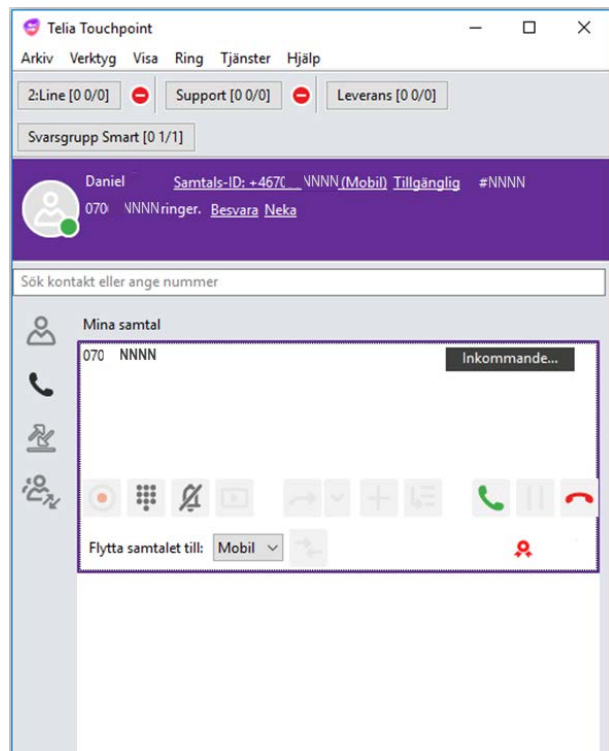 Telia Touchpoint
Arkiv Verktyg Visa Ring Tjänster Hjälp
2:Line [0 0/0] Support [0 0/0] Leverans [0 0/0]
Svarsgrupp Smart [0 1/1]
Daniel Samtals-ID: +467 NNNN (Mobil) Tillgänglig #NNNN
070 NNNN ringer. Besvara Neka
Sök kontakt eller ange nummer
Mina samtal
070 NNNN Inkommande...
Flytta samtalet till: Mobil